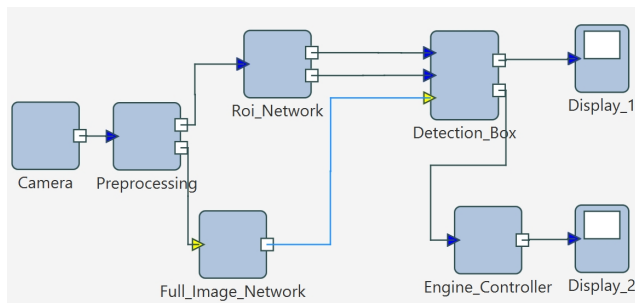 Roi_Network
Display_1
Detection_Box
Camera
Preprocessing
Full_Image_Network
Engine_Controller
Display_2